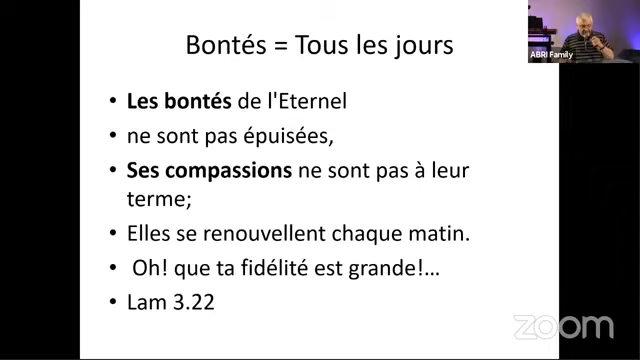 Bontés = Tous les jours
• Les bontés de l'Eternel
• ne sont pas épuisées,
• Ses compassions ne sont pas à leur
terme;
• Elles se renouvellent chaque matin.
• Oh! que ta fidélité est grande!...
• Lam 3.22
ABRI Family
zoom